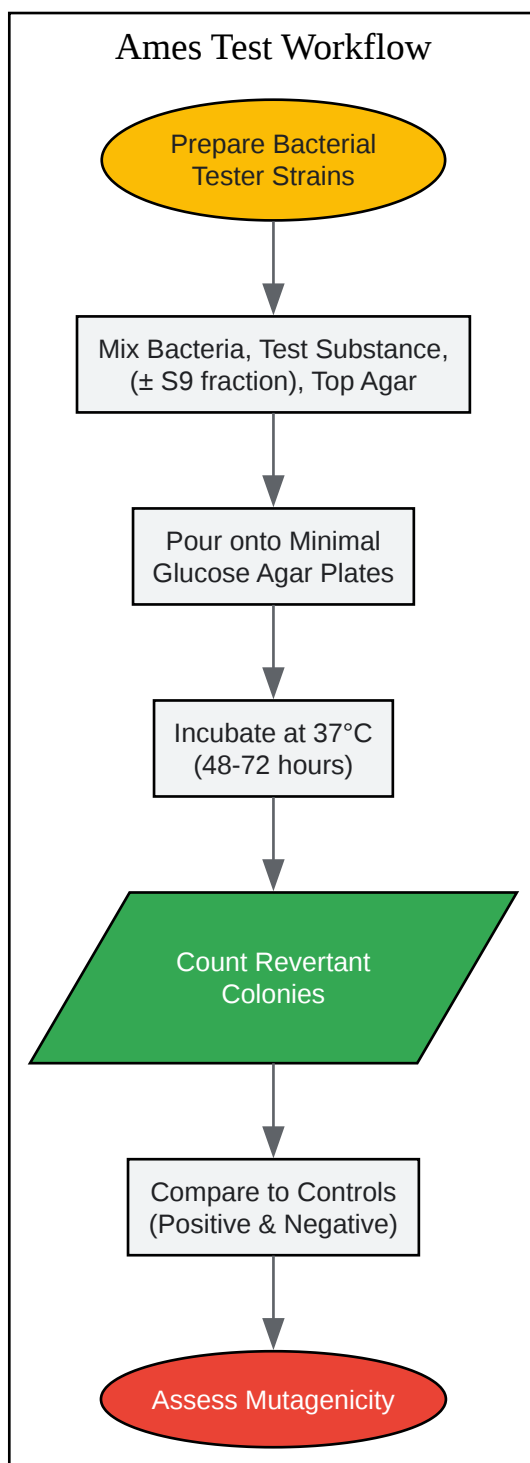 Ames Test Workflow
Prepare Bacterial
Tester Strains
Mix Bacteria, Test Substance,
(± S9 fraction), Top Agar
Pour onto Minimal
Glucose Agar Plates
Incubate at 37°C
(48-72 hours)
Count Revertant
Colonies
Compare to Controls
(Positive & Negative)
Assess Mutagenicity